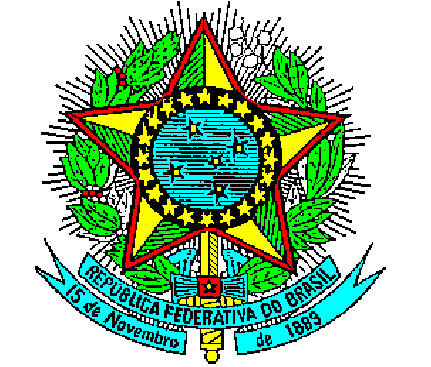 REPÚBLICA FEDERATIVA DO BRASIL
15 de Novembro de 1889